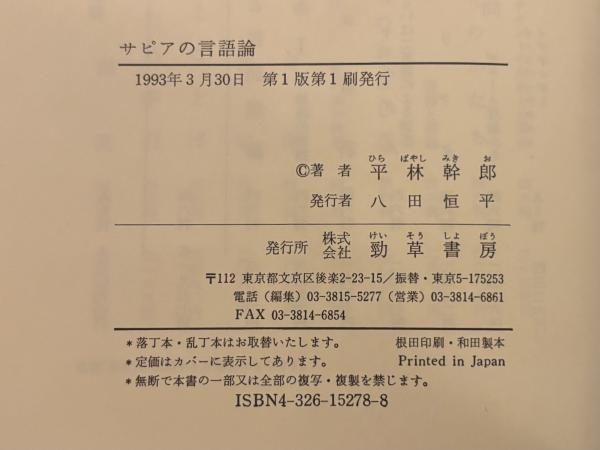 サピアの言語論
1993年3月30日 第1版第1刷発行
ひら ばやし みき お
©著者 平林幹郎
発行者 八田恒平
けい そう しょ ぼう
発行所 株式会社 勁草書房
〒112 東京都文京区後楽2-23-15/振替・東京5-175253
電話(編集)03-3815-5277(営業)03-3814-6861
FAX 03-3814-6854
*落丁本・乱丁本はお取替いたします。 根田印刷・和田製本
*定価はカバーに表示してあります。 Printed in Japan
*無断で本書の一部又は全部の複写・複製を禁じます。
ISBN4-326-15278-8